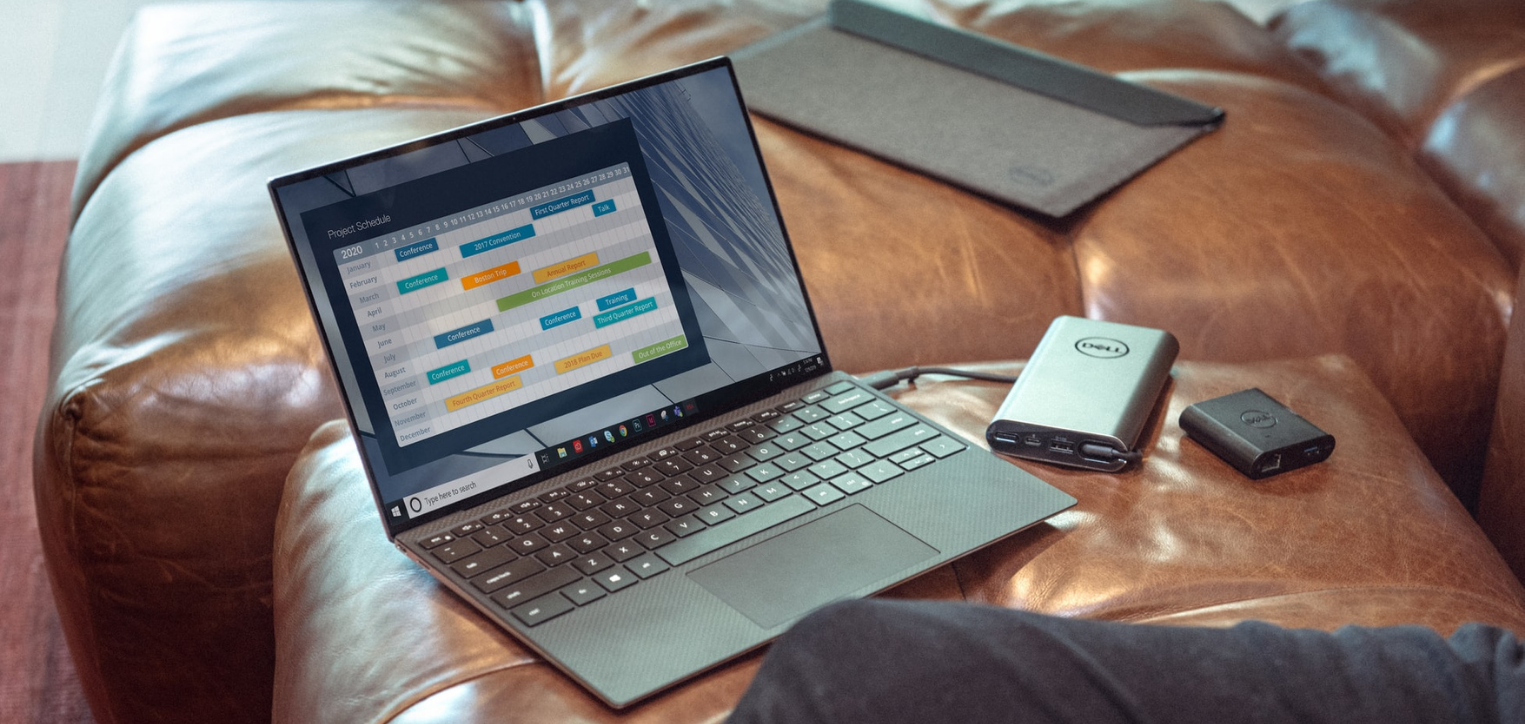 Project Schedule
2020 1 2 3 4 5 6 7 8 9 10 11 12 13 14 15 16 17 18 19 20 21 22 23 24 25 26 27 28 29 30 31
January Conference 2017 Convention First Quarter Report
Talk
February
March Conference Boston Trip Annual Report
April On Location Training Sessions
May
June Conference Conference Training
July Third Quarter Report
August
September Conference Conference 2018 Plan Due Out of the Office
October Fourth Quarter Report
November
December
Type here to search
DELL
DELL
Q W E R T Y U I O P
A S D F G H J K L
Z X C V B N M